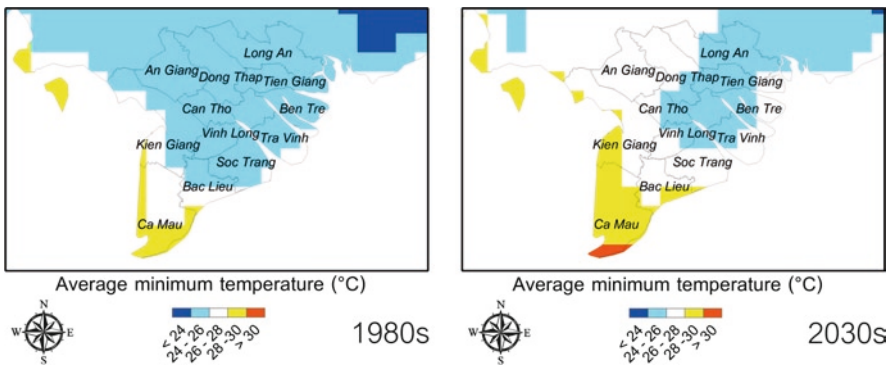 Long An
An Giang
Dong Thap
Tien Giang
Can Tho
Ben Tre
Vinh Long
Tra Vinh
Kien Giang
Soc Trang
Bac Lieu
Ca Mau
Average minimum temperature (°C)
N
W
E
S
< 24
24 - 26
26 - 28
28 -30
> 30
1980s
Long An
An Giang
Dong Thap
Tien Giang
Can Tho
Ben Tre
Vinh Long
Tra Vinh
Kien Giang
Soc Trang
Bac Lieu
Ca Mau
Average minimum temperature (°C)
N
W
E
S
< 24
24 - 26
26 - 28
28 -30
> 30
2030s